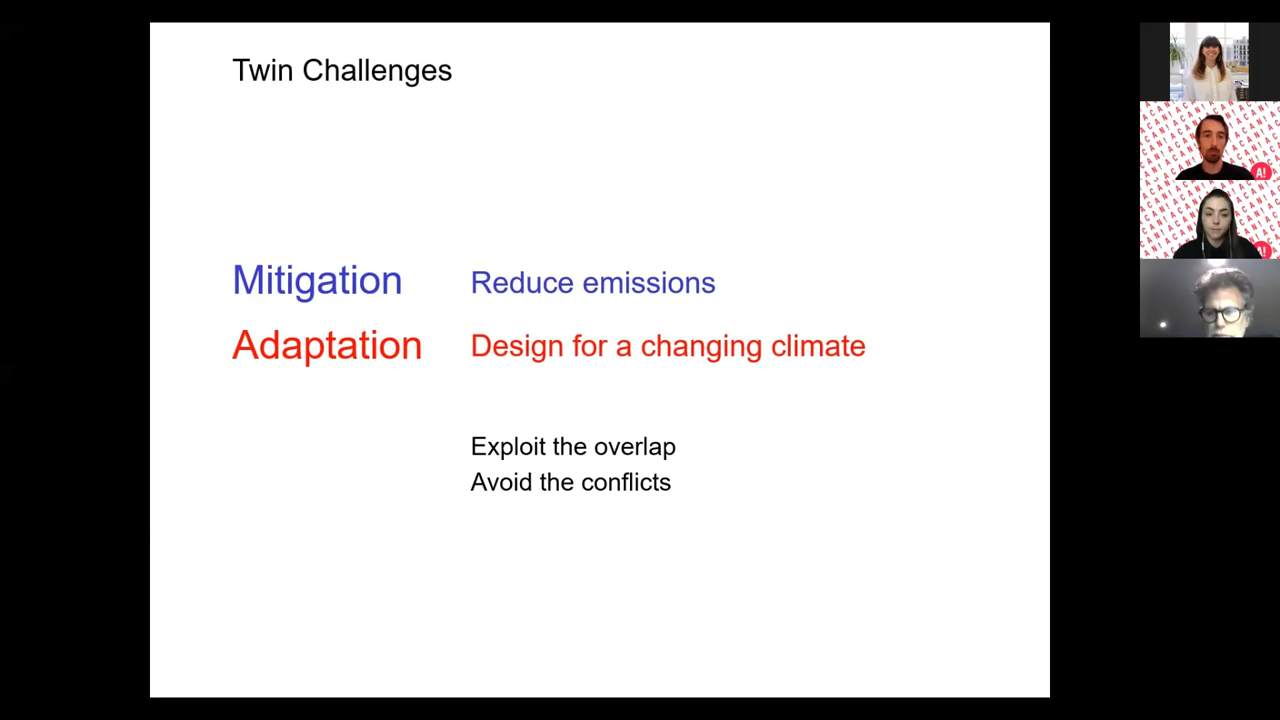 Twin Challenges
Mitigation Reduce emissions
Adaptation Design for a changing climate
Exploit the overlap
Avoid the conflicts
A!